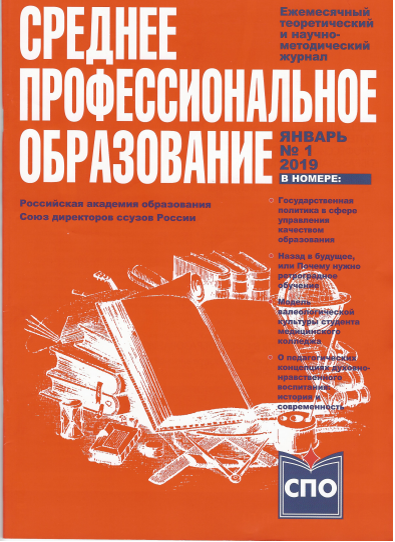 СРЕДНЕЕ
ПРОФЕССИОНАЛЬНОЕ
ОБРАЗОВАНИЕ
Ежемесячный
теоретический
и научно-
методический
журнал
ЯНВАРЬ
№ 1
2019
В НОМЕРЕ:
Российская академия образования
Союз директоров ссузов России
Государственная
политика в сфере
управления
качеством
образования
Назад в будущее,
или Почему нужно
ретроградное
обучение
Модель
валеологической
культуры студента
медицинского
колледжа
О педагогических
концепциях духовно-
нравственного
воспитания:
история и
современность
СПО